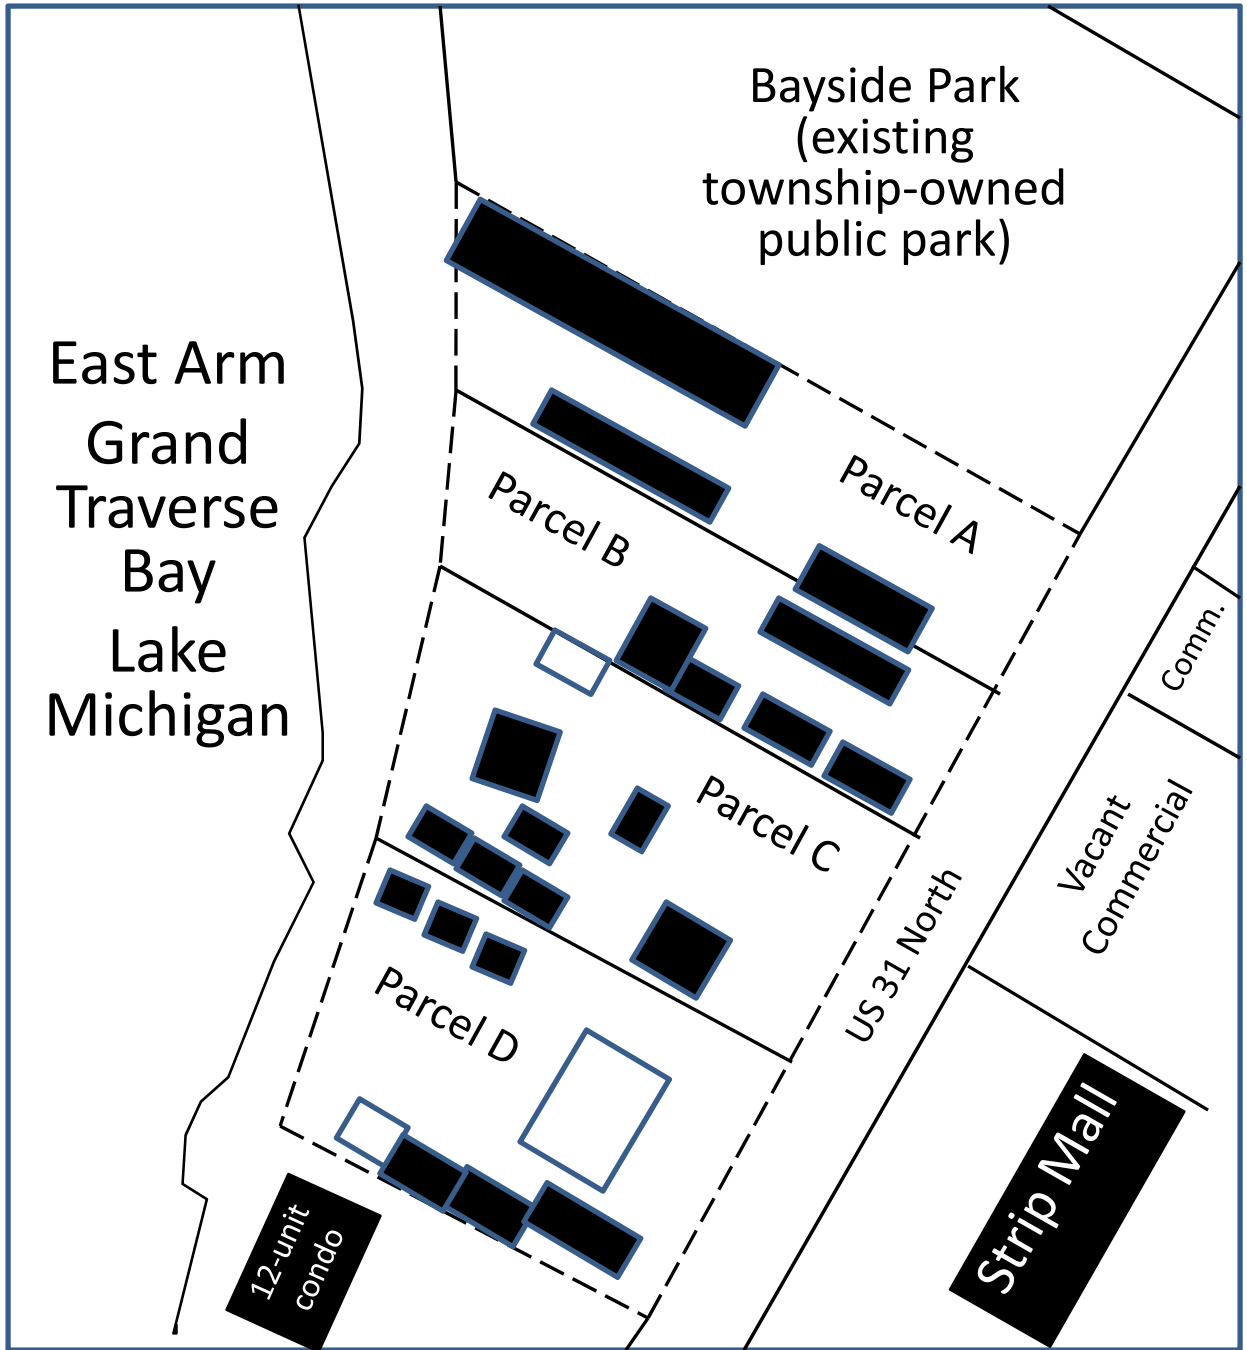 Bayside Park
(existing
township-owned
public park)
East Arm
Grand
Traverse
Bay
Lake
Michigan
Parcel A
Parcel B
Parcel C
Parcel D
US 31 North
Comm.
Vacant
Commercial
Strip Mall
12-unit
condo